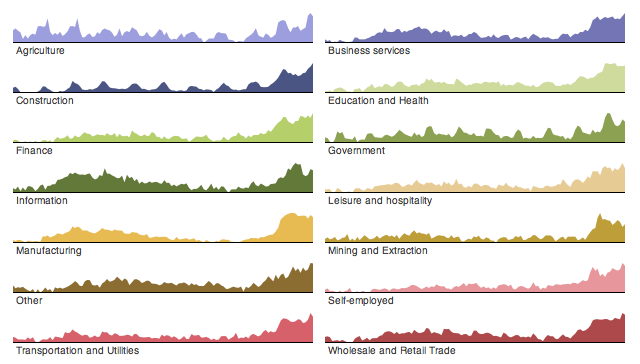 Agriculture
Business services
Construction
Education and Health
Finance
Government
Information
Leisure and hospitality
Manufacturing
Mining and Extraction
Other
Self-employed
Transportation and Utilities
Wholesale and Retail Trade